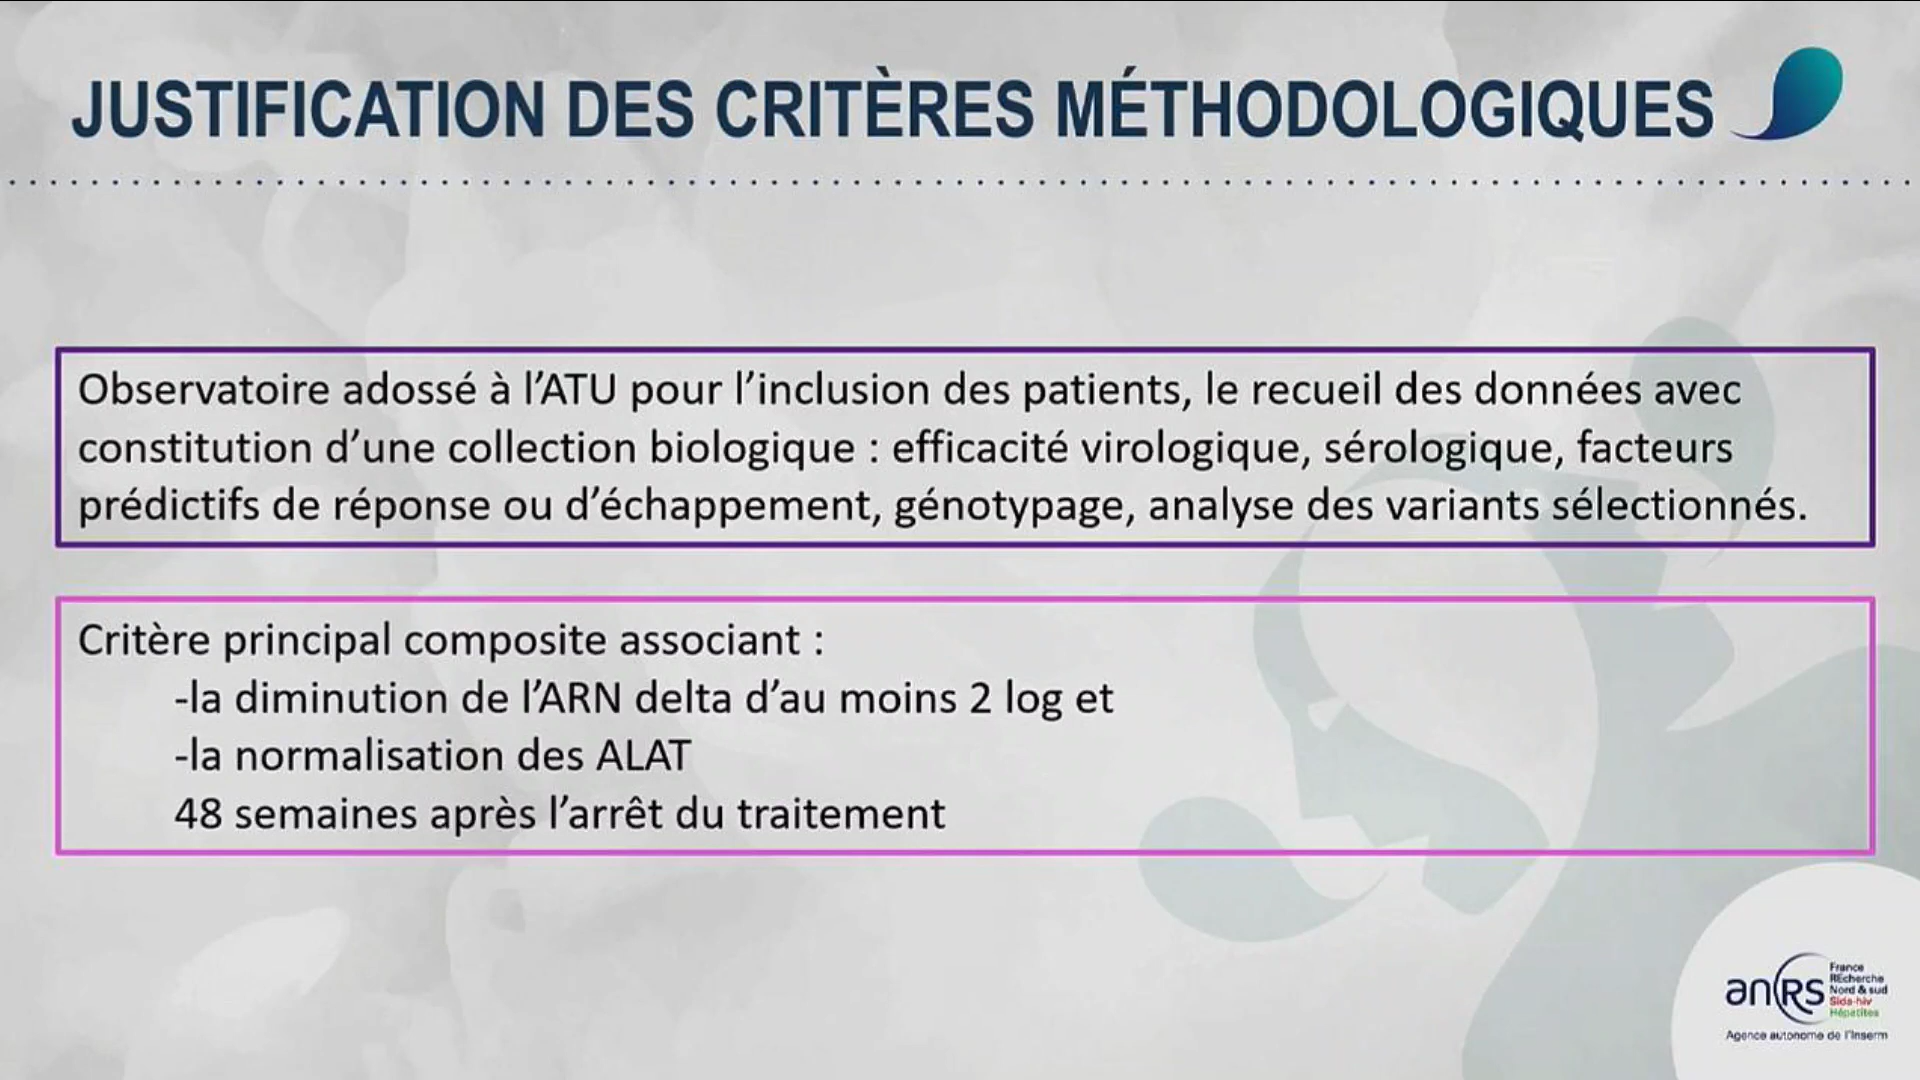 JUSTIFICATION DES CRITÈRES MÉTHODOLOGIQUES
Observatoire adossé à l’ATU pour l’inclusion des patients, le recueil des données avec
constitution d’une collection biologique : efficacité virologique, sérologique, facteurs
prédictifs de réponse ou d’échappement, génotypage, analyse des variants sélectionnés.
Critère principal composite associant :
-la diminution de l’ARN delta d’au moins 2 log et
-la normalisation des ALAT
48 semaines après l’arrêt du traitement
anRS
France
REcherche
Nord & sud
Sida-hiv
Hépatites
Agence autonome de l’Inserm